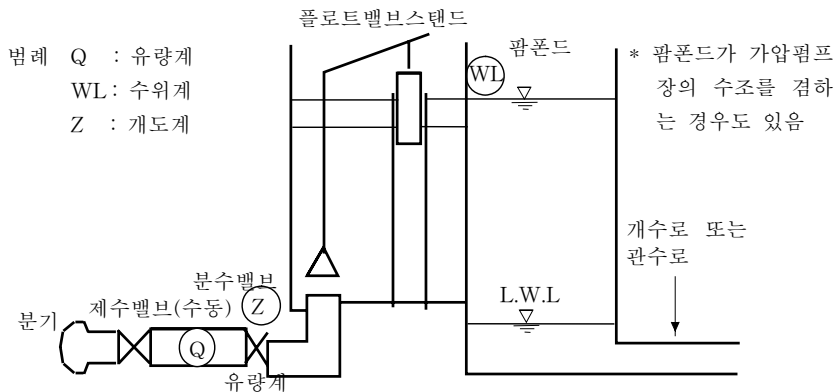 플로트밸브스탠드
범례 Q : 유량계
WL : 수위계
Z : 개도계
팜폰드
WL
* 팜폰드가 가압펌프
장의 수조를 겸하
는 경우도 있음
개수로 또는
관수로
분수밸브
Z
L.W.L
제수밸브(수동)
분기
Q
유량계